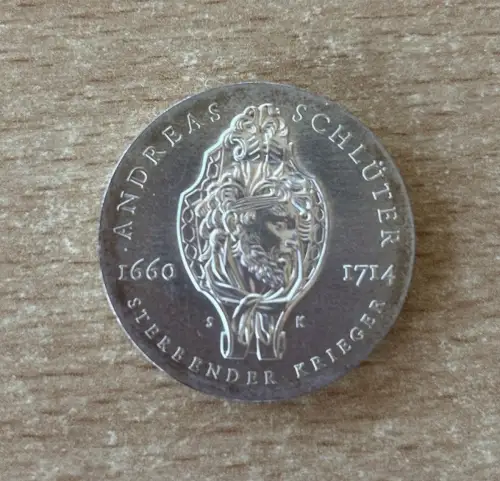 ANDREAS SCHLÜTER
1660 1714
S K
STERBENDER KRIEGER